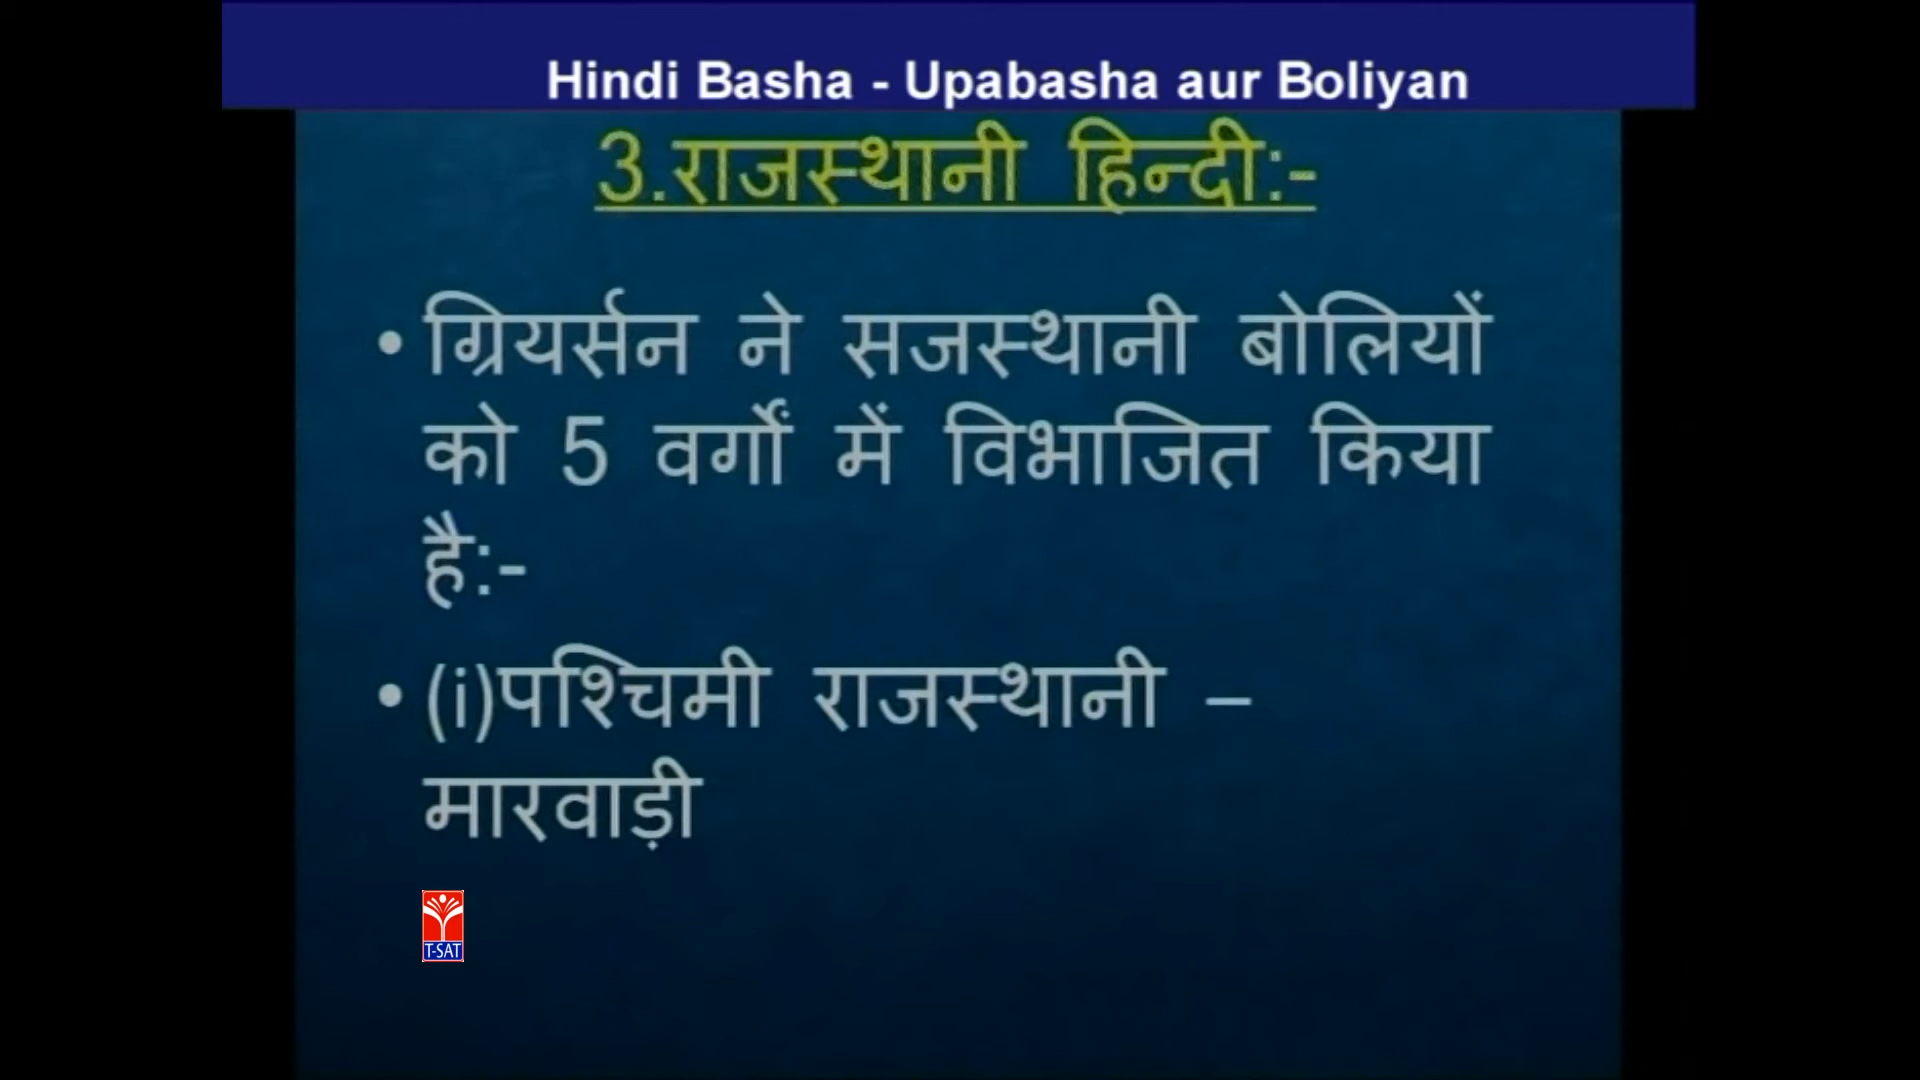 Hindi Basha - Upabasha aur Boliyan
3.राजस्थानी हिन्दी:-
• ग्रियर्सन ने सजस्थानी बोलियों
को 5 वर्गों में विभाजित किया
है:-
• (i)पश्चिमी राजस्थानी –
मारवाड़ी
T-SAT